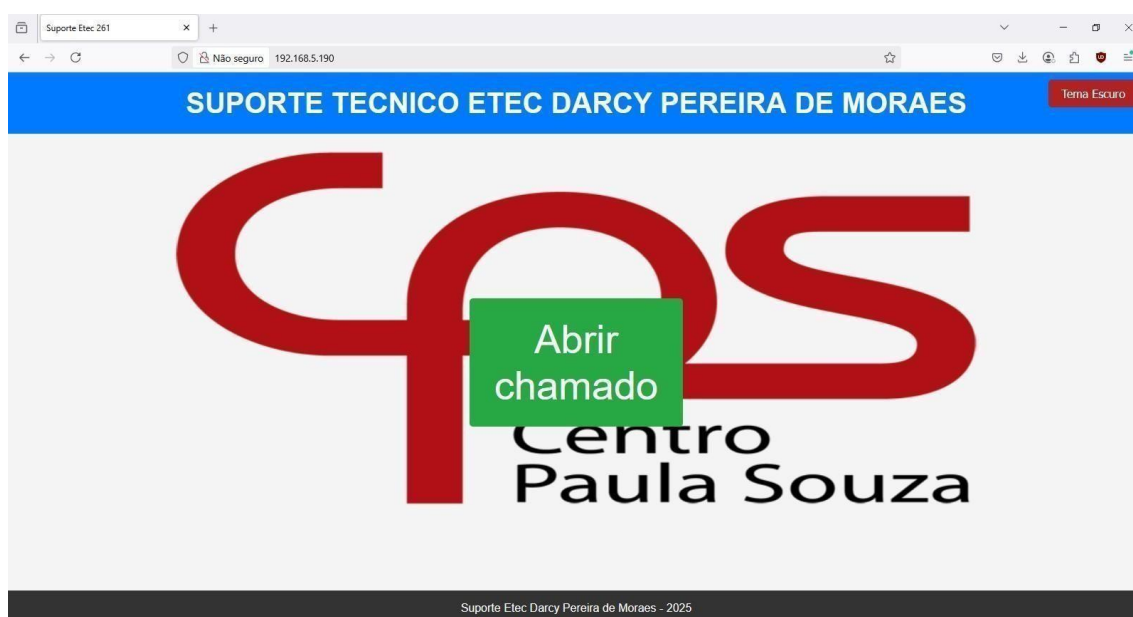 Suporte Etec 261
Não seguro 192.168.5.190
SUPORTE TECNICO ETEC DARCY PEREIRA DE MORAES
Tema Escuro
Abrir
chamado
Centro
Paula Souza
Suporte Etec Darcy Pereira de Moraes - 2025